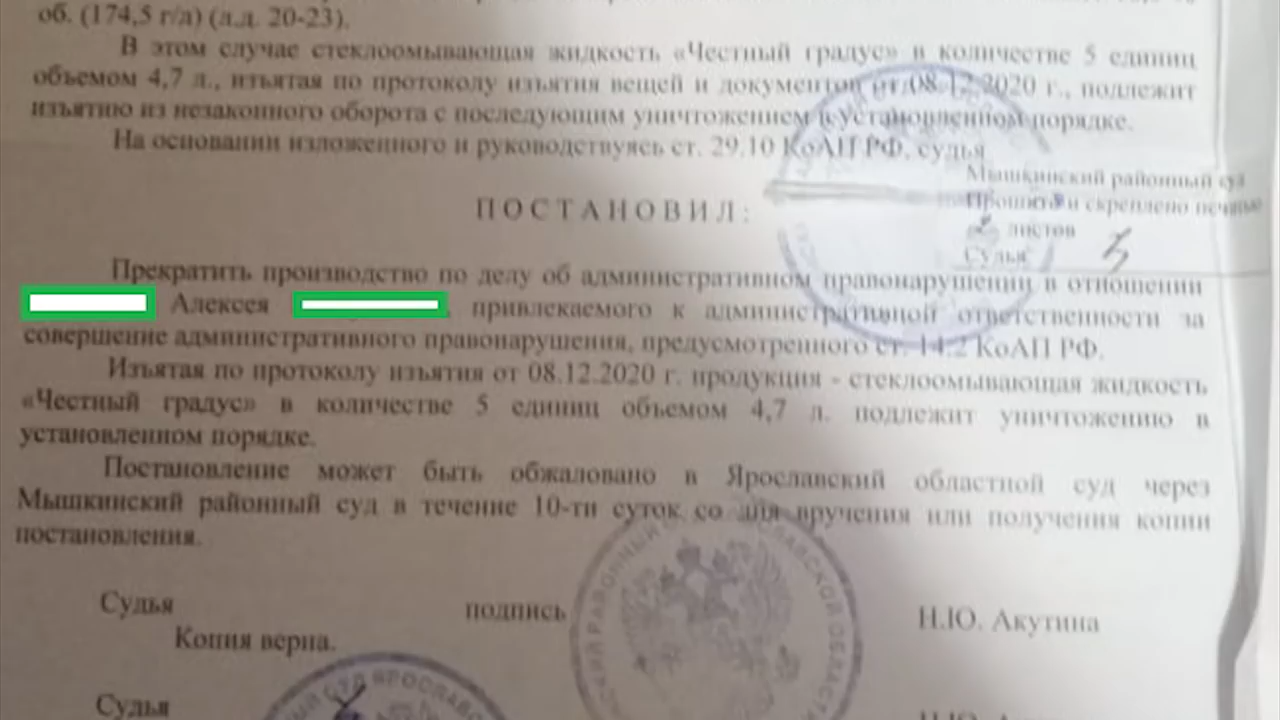 об. (174,5 г/л) (л.д. 20-23).
В этом случае стеклоомывающая жидкость «Честный градус» в количестве 5 единиц
объемом 4,7 л., изъятая по протоколу изъятия вещей и документов от 08.12.2020 г., подлежит
изъятию из незаконного оборота с последующим уничтожением в установленном порядке.
На основании изложенного и руководствуясь ст. 29.10 КоАП РФ, судья
Мышкинский районный суд
Прошито и скреплено печатью
листов
Судья
ПОСТАНОВИЛ:
Прекратить производство по делу об административном правонарушении в отношении
Алексея привлекаемого к административной ответственности за
совершение административного правонарушения, предусмотренного ст. 14.2 КоАП РФ.
Изъятая по протоколу изъятия от 08.12.2020 г. продукция - стеклоомывающая жидкость
«Честный градус» в количестве 5 единиц объемом 4,7 л. подлежит уничтожению в
установленном порядке.
Постановление может быть обжаловано в Ярославский областной суд через
Мышкинский районный суд в течение 10-ти суток со дня вручения или получения копии
постановления.
Судья подпись Н.Ю. Акутина
Копия верна.
Судья